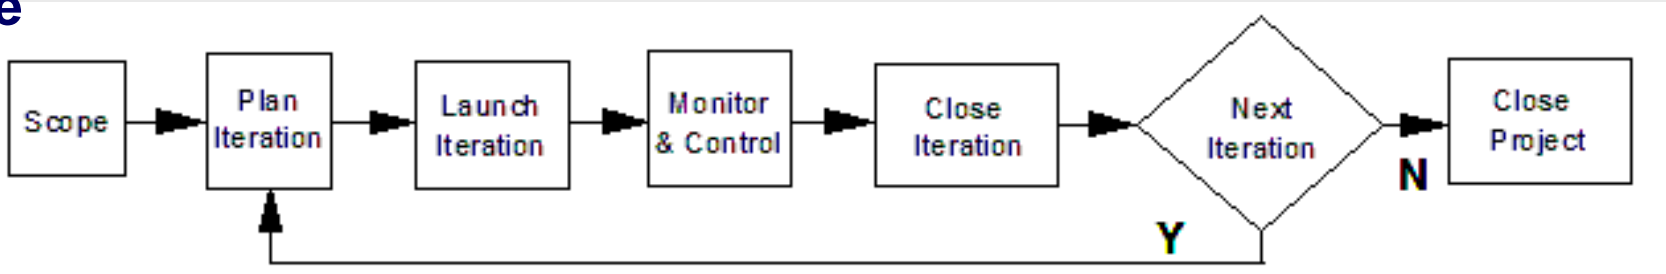 e
Scope
Plan
Iteration
Launch
Iteration
Monitor
& Control
Close
Iteration
Next
Iteration
N
Close
Project
Y